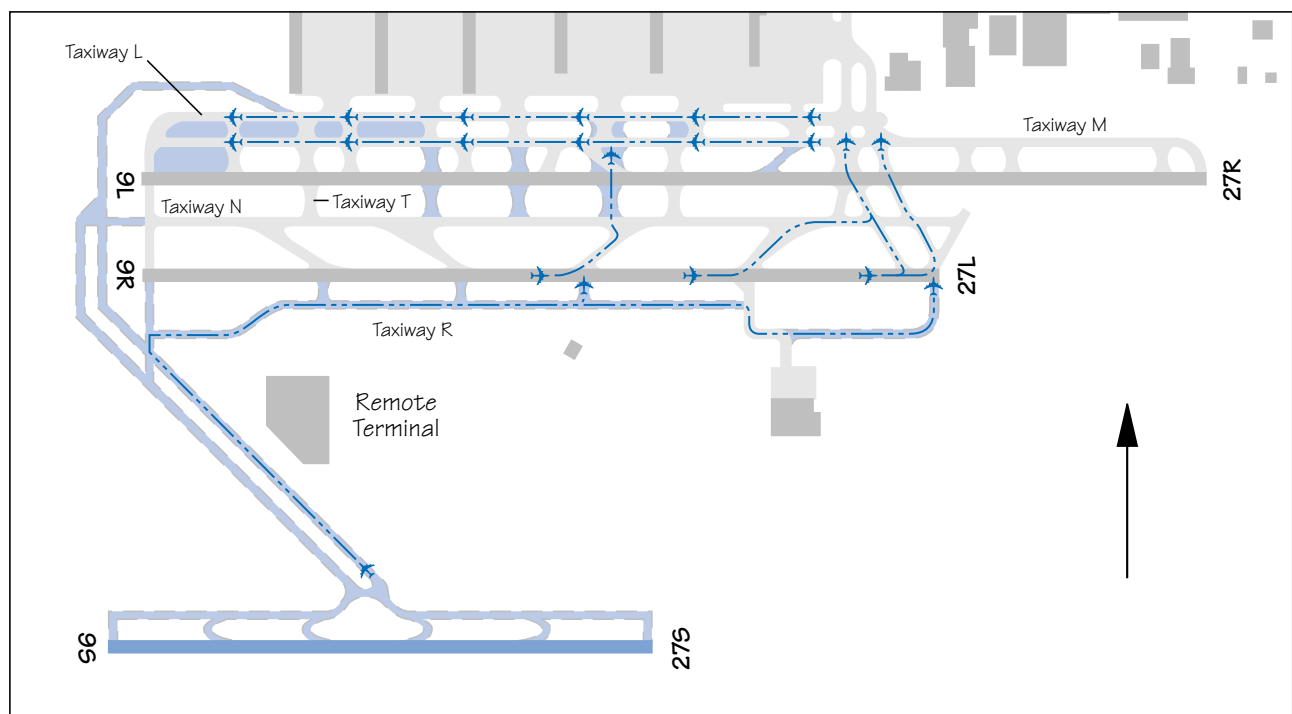 Taxiway L
Taxiway M
9L
27R
Taxiway N
Taxiway T
9R
27L
Taxiway R
Remote
Terminal
9S
27S